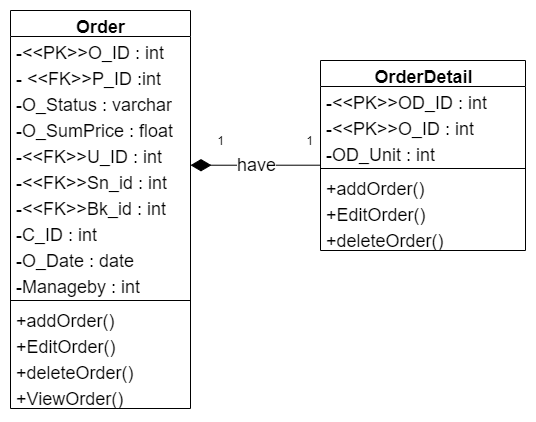 Order
-<<PK>>O_ID : int
- <<FK>>P_ID :int
-O_Status : varchar
-O_SumPrice : float
-<<FK>>U_ID : int
-<<FK>>Sn_id : int
-<<FK>>Bk_id : int
-C_ID : int
-O_Date : date
-Manageby : int
+addOrder()
+EditOrder()
+deleteOrder()
+ViewOrder()
1
have
1
OrderDetail
-<<PK>>OD_ID : int
-<<PK>>O_ID : int
-OD_Unit : int
+addOrder()
+EditOrder()
+deleteOrder()